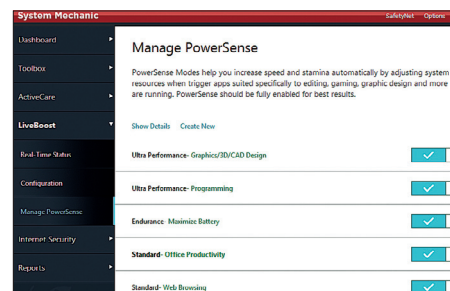 System Mechanic
SafetyNet Options
Dashboard
Toolbox
ActiveCare
LiveBoost
Real-Time Status
Configuration
Manage PowerSense
Internet Security
Reports
Manage PowerSense
PowerSense Modes help you increase speed and stamina automatically by adjusting system
resources when trigger apps suited specifically to editing, gaming, graphic design and more
are running. PowerSense should be fully enabled for best results.
Show Details Create New
Ultra Performance- Graphics/3D/CAD Design
Ultra Performance- Programming
Endurance- Maximize Battery
Standard- Office Productivity
Standard- Web Browsing